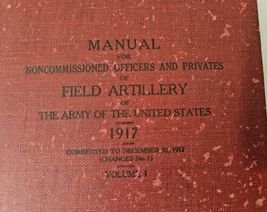 MANUAL
FOR
NONCOMMISSIONED OFFICERS AND PRIVATES
OF
FIELD ARTILLERY
OF
THE ARMY OF THE UNITED STATES
1917
CORRECTED TO DECEMBER 31, 1917
(CHANGES No. 1)
VOLUME I